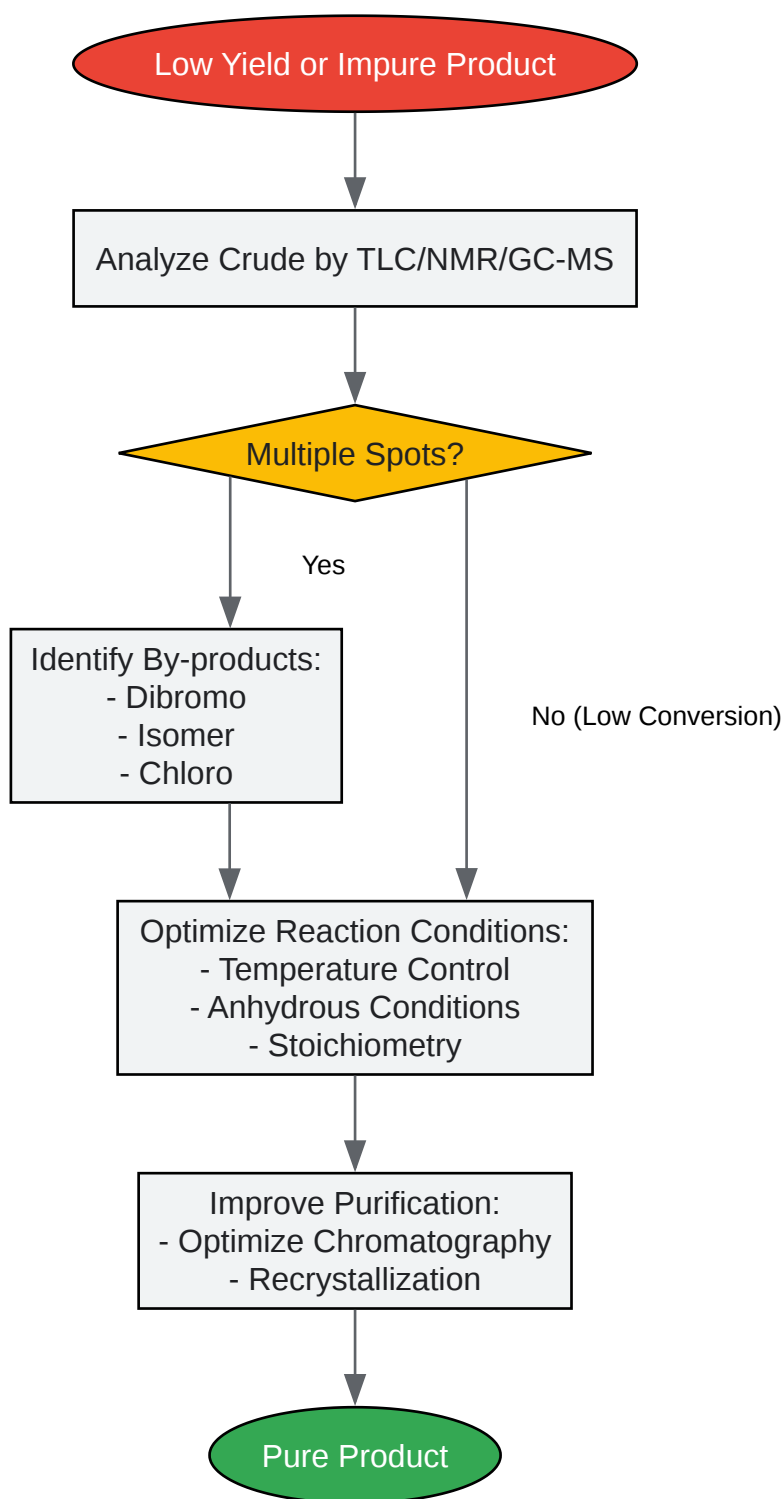 Low Yield or Impure Product
Analyze Crude by TLC/NMR/GC-MS
Multiple Spots?
Yes
Identify By-products:
- Dibromo
- Isomer
- Chloro
No (Low Conversion)
Optimize Reaction Conditions:
- Temperature Control
- Anhydrous Conditions
- Stoichiometry
Improve Purification:
- Optimize Chromatography
- Recrystallization
Pure Product